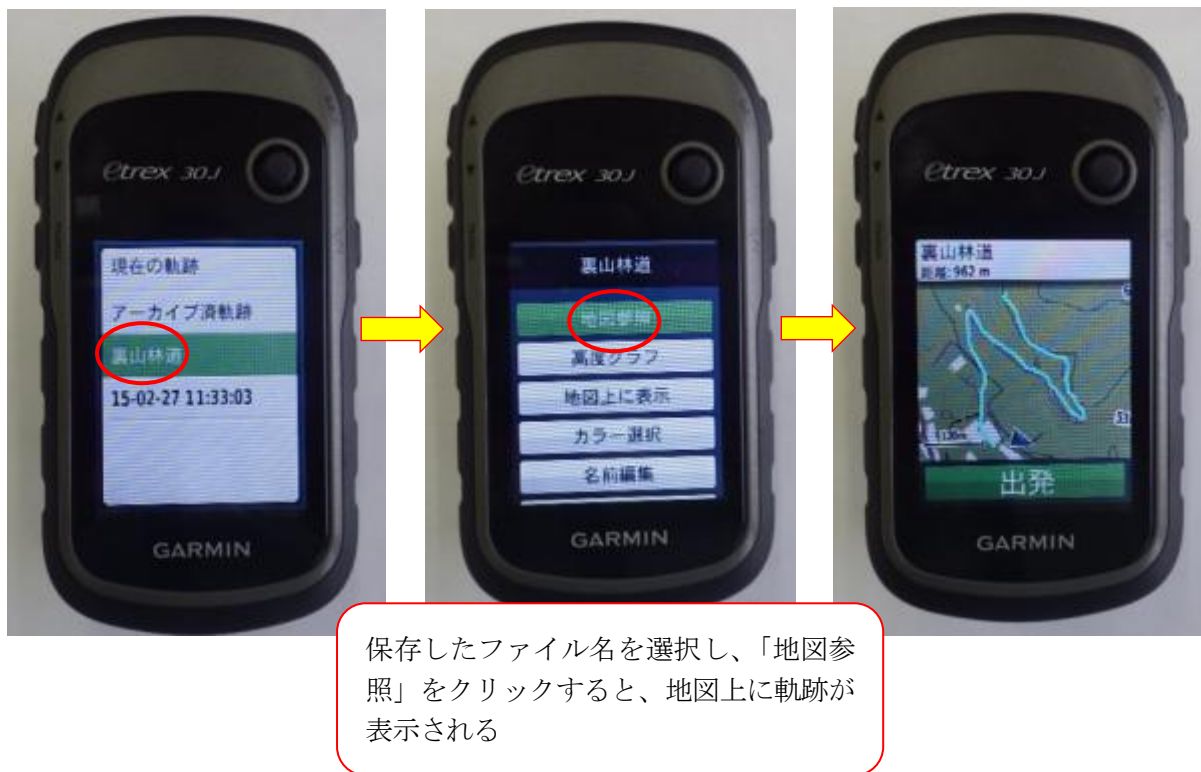 etrex 30J
現在の軌跡
アーカイブ済軌跡
裏山林道
15-02-27 11:33:03
GARMIN
etrex 30J
裏山林道
地図参照
高度グラフ
地図上に表示
カラー選択
名前編集
GARMIN
etrex 30J
裏山林道
距離: 962 m
120m
出発
GARMIN
保存したファイル名を選択し、「地図参
照」をクリックすると、地図上に軌跡が
表示される